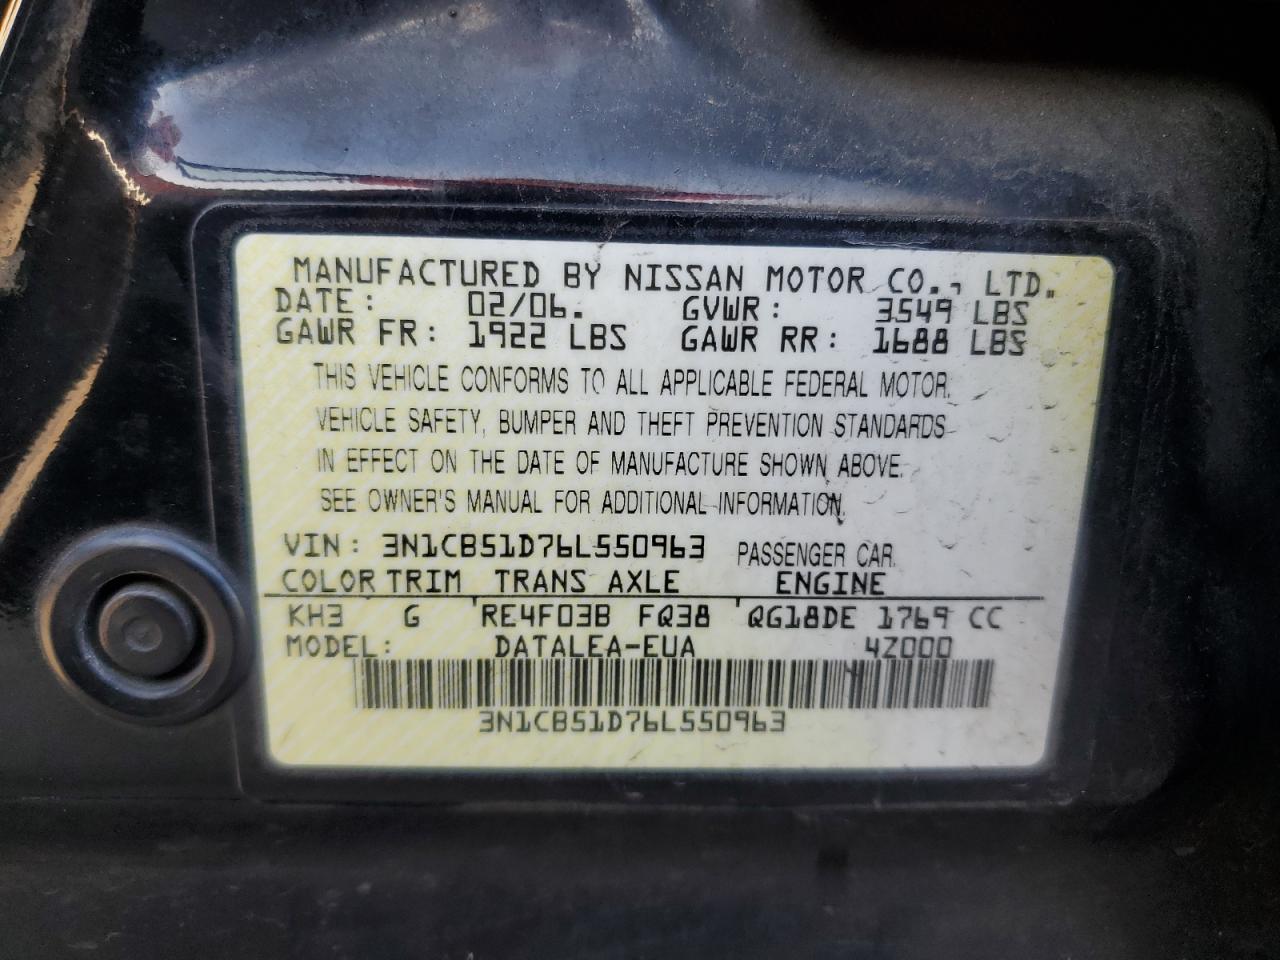 MANUFACTURED BY NISSAN MOTOR CO., LTD.
DATE: 02/06. GVWR: 3549 LBS
GAWR FR: 1922 LBS GAWR RR: 1688 LBS
THIS VEHICLE CONFORMS TO ALL APPLICABLE FEDERAL MOTOR
VEHICLE SAFETY, BUMPER AND THEFT PREVENTION STANDARDS
IN EFFECT ON THE DATE OF MANUFACTURE SHOWN ABOVE.
SEE OWNER'S MANUAL FOR ADDITIONAL INFORMATION.
VIN: 3N1CB51D76L550963 PASSENGER CAR
COLOR TRIM TRANS AXLE ENGINE
KH3 G RE4F03B FQ38 QG18DE 1769 CC
MODEL: DATALEA-EUA 4Z000
3N1CB51D76L550963